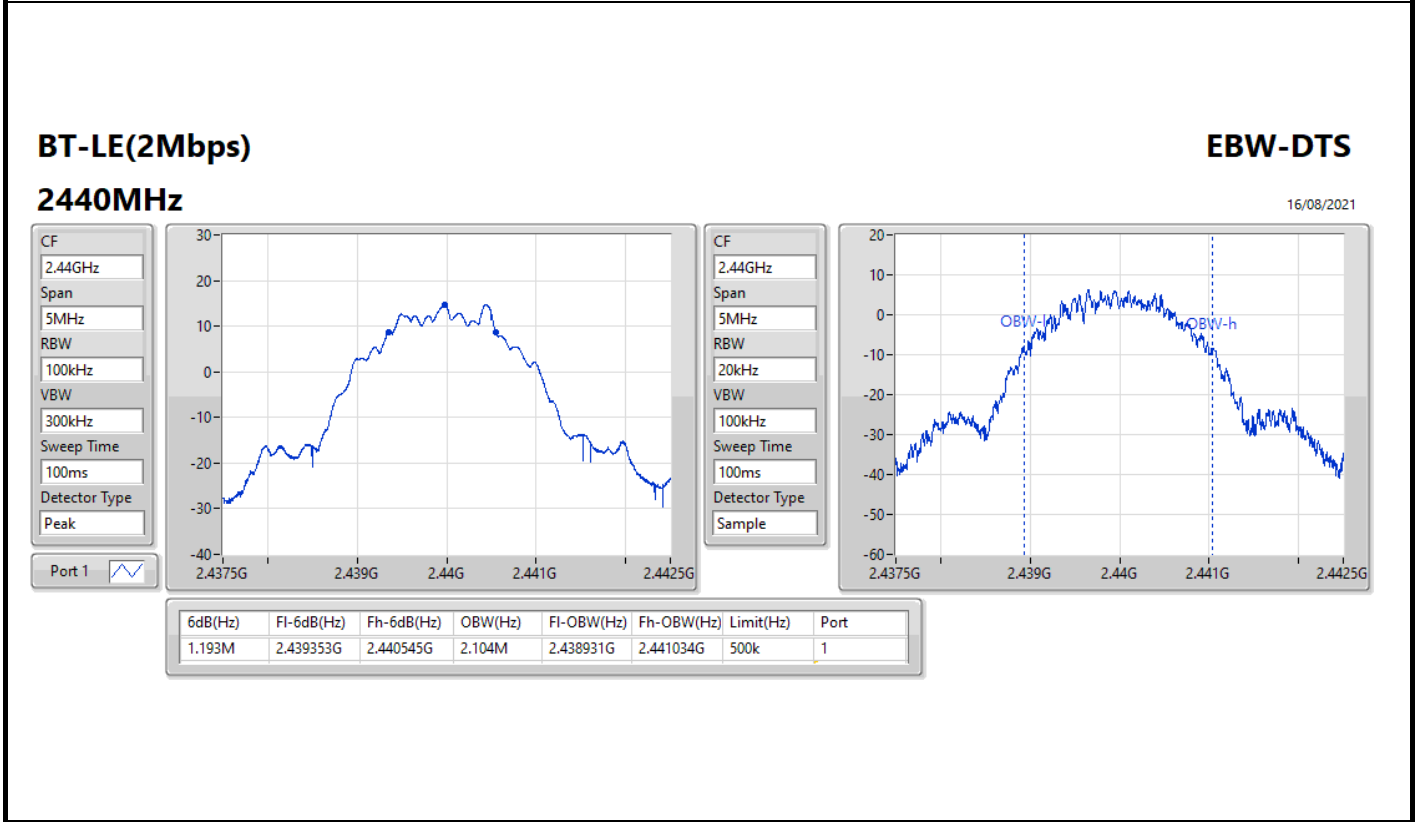 BT-LE(2Mbps)
EBW-DTS
2440MHz
16/08/2021
CF
2.44GHz
Span
5MHz
RBW
100kHz
VBW
300kHz
Sweep Time
100ms
Detector Type
Peak
Port 1
30
20
10
0
-10
-20
-30
-40
2.4375G 2.439G 2.44G 2.441G 2.4425G
CF
2.44GHz
Span
5MHz
RBW
20kHz
VBW
100kHz
Sweep Time
100ms
Detector Type
Sample
20
10
0
-10
-20
-30
-40
-50
-60
OBW-l OBW-h
2.4375G 2.439G 2.44G 2.441G 2.4425G
6dB(Hz) Fl-6dB(Hz) Fh-6dB(Hz) OBW(Hz) Fl-OBW(Hz) Fh-OBW(Hz) Limit(Hz) Port
1.193M 2.439353G 2.440545G 2.104M 2.438931G 2.441034G 500k 1